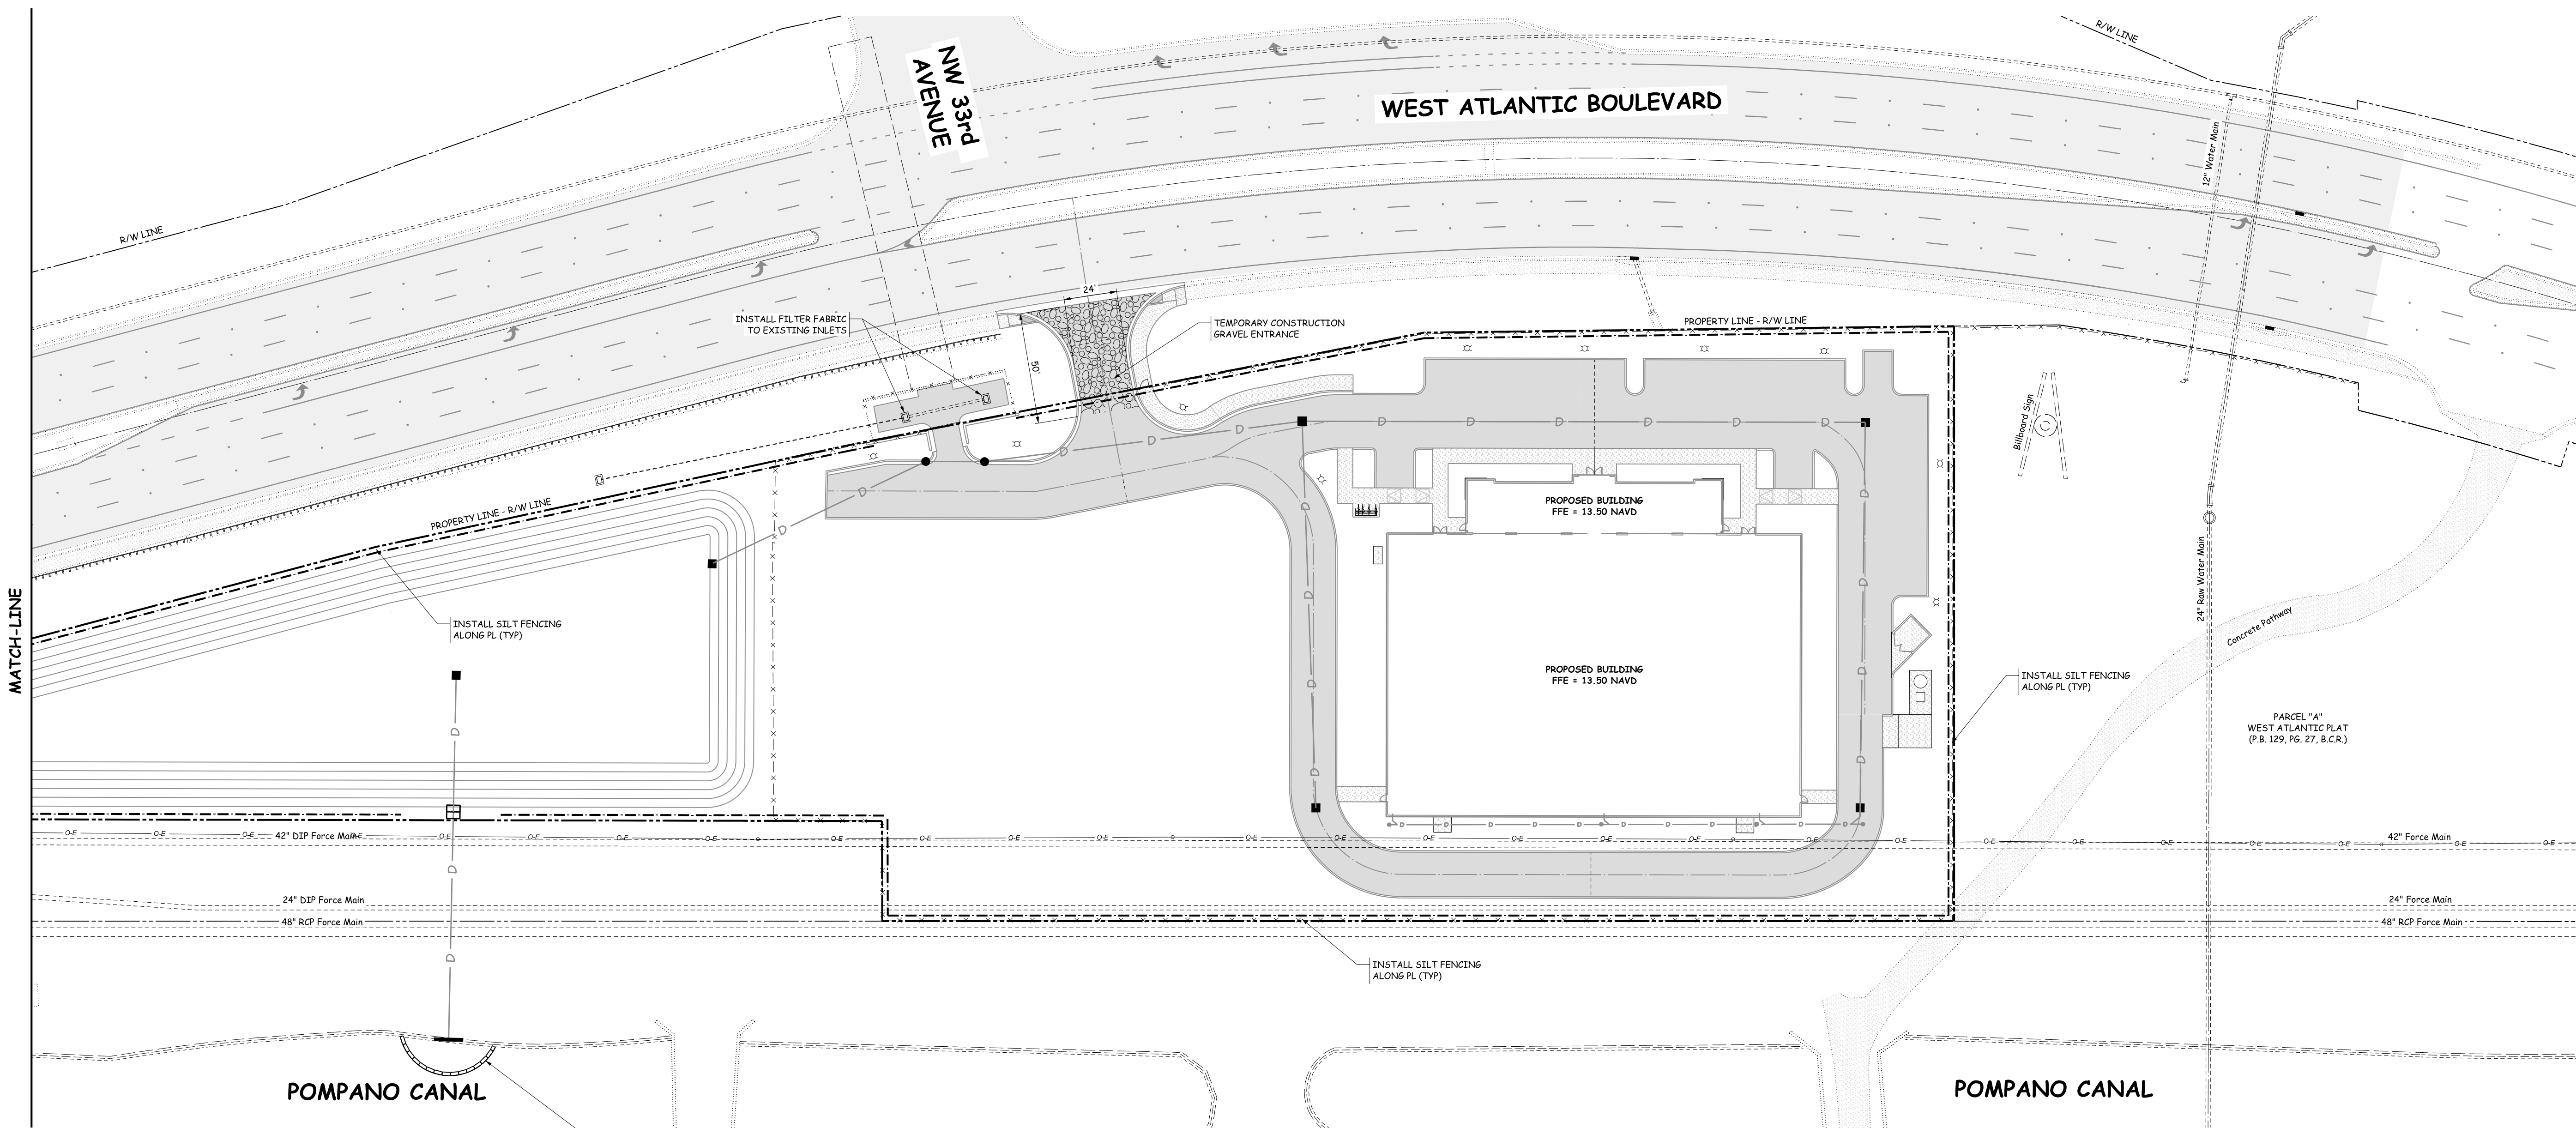 R/W LINE
NW 33rd
AVENUE
WEST ATLANTIC BOULEVARD
12" Water Main
R/W LINE
24'
INSTALL FILTER FABRIC
TO EXISTING INLETS
TEMPORARY CONSTRUCTION
GRAVEL ENTRANCE
PROPERTY LINE - R/W LINE
50'
Billboard Sign
PROPOSED BUILDING
FFE = 13.50 NAVD
PROPERTY LINE - R/W LINE
24" Raw Water Main
MATCH-LINE
INSTALL SILT FENCING
ALONG PL (TYP)
Concrete Pathway
PROPOSED BUILDING
FFE = 13.50 NAVD
INSTALL SILT FENCING
ALONG PL (TYP)
PARCEL "A"
WEST ATLANTIC PLAT
(P.B. 129, PG. 27, B.C.R.)
42" DIP Force Main
42" Force Main
24" DIP Force Main
24" Force Main
48" RCP Force Main
48" RCP Force Main
INSTALL SILT FENCING
ALONG PL (TYP)
POMPANO CANAL
POMPANO CANAL